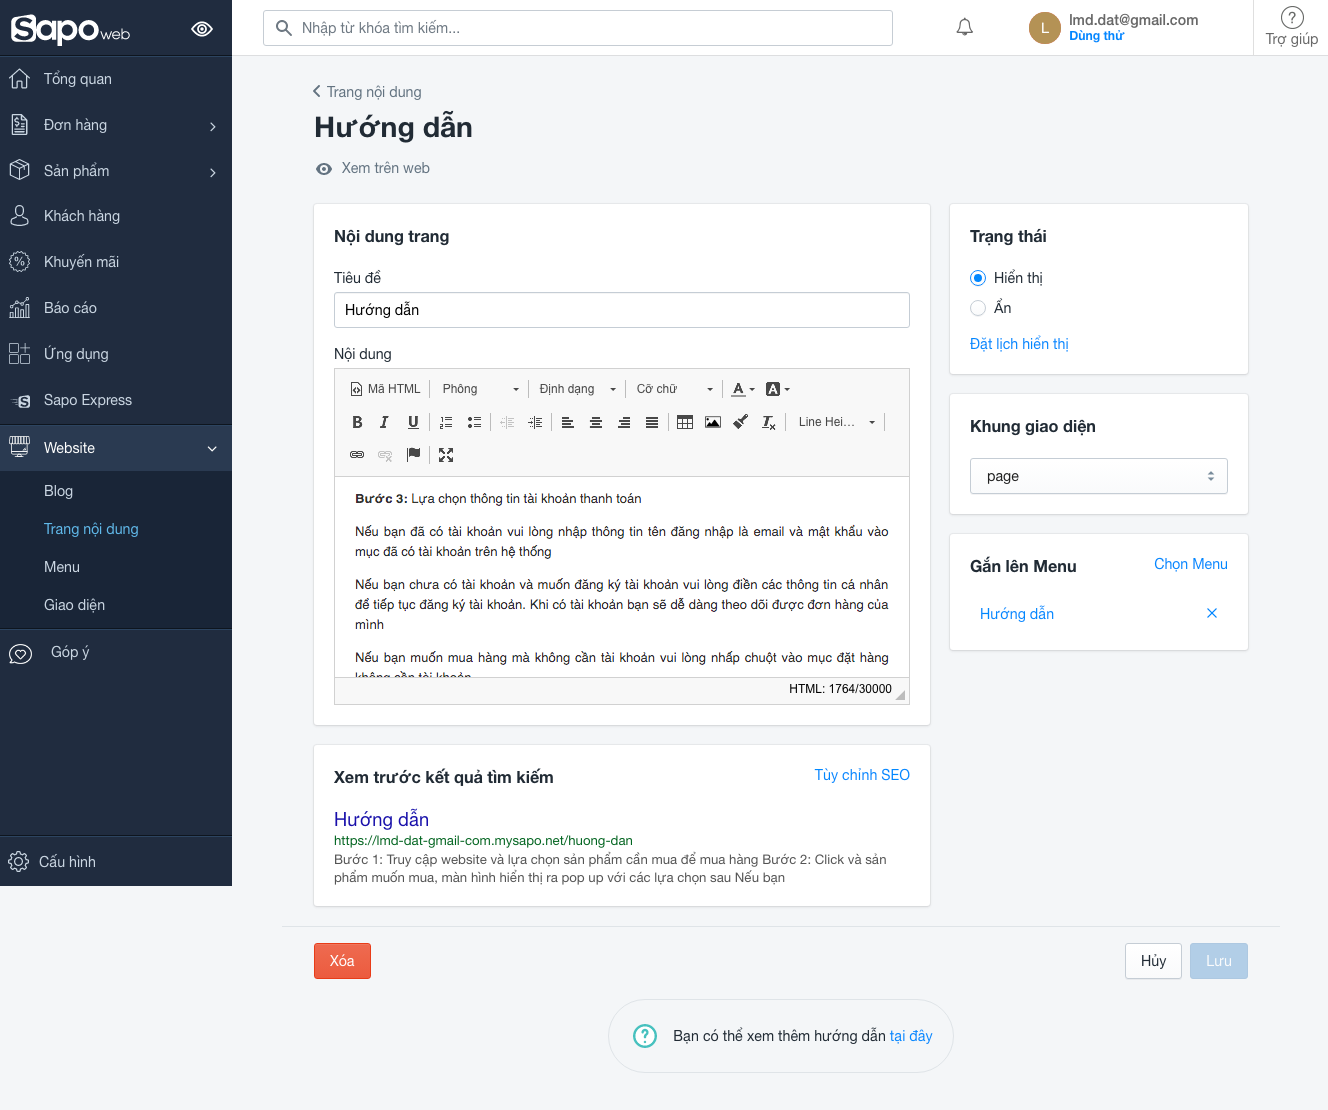 Sapo web
Nhập từ khóa tìm kiếm...
L
lmd.dat@gmail.com
Dùng thử
Trợ giúp
Tổng quan
Đơn hàng
Sản phẩm
Khách hàng
Khuyến mãi
Báo cáo
Ứng dụng
Sapo Express
Website
Blog
Trang nội dung
Menu
Giao diện
Góp ý
Cấu hình
Trang nội dung
Hướng dẫn
Xem trên web
Nội dung trang
Tiêu đề
Hướng dẫn
Nội dung
Mã HTML Phông Định dạng Cỡ chữ A A
B I U Line Hei...
Bước 3: Lựa chọn thông tin tài khoản thanh toán
Nếu bạn đã có tài khoản vui lòng nhập thông tin tên đăng nhập là email và mật khẩu vào
mục đã có tài khoản trên hệ thống
Nếu bạn chưa có tài khoản và muốn đăng ký tài khoản vui lòng điền các thông tin cá nhân
để tiếp tục đăng ký tài khoản. Khi có tài khoản bạn sẽ dễ dàng theo dõi được đơn hàng của
mình
Nếu bạn muốn mua hàng mà không cần tài khoản vui lòng nhấp chuột vào mục đặt hàng
không cần tài khoản
HTML: 1764/30000
Xem trước kết quả tìm kiếm
Tùy chỉnh SEO
Hướng dẫn
https://lmd-dat-gmail-com.mysapo.net/huong-dan
Bước 1: Truy cập website và lựa chọn sản phẩm cần mua để mua hàng Bước 2: Click và sản
phẩm muốn mua, màn hình hiển thị ra pop up với các lựa chọn sau Nếu bạn
Trạng thái
Hiển thị
Ẩn
Đặt lịch hiển thị
Khung giao diện
page
Gắn lên Menu
Chọn Menu
Hướng dẫn
Xóa
Hủy
Lưu
Bạn có thể xem thêm hướng dẫn tại đây